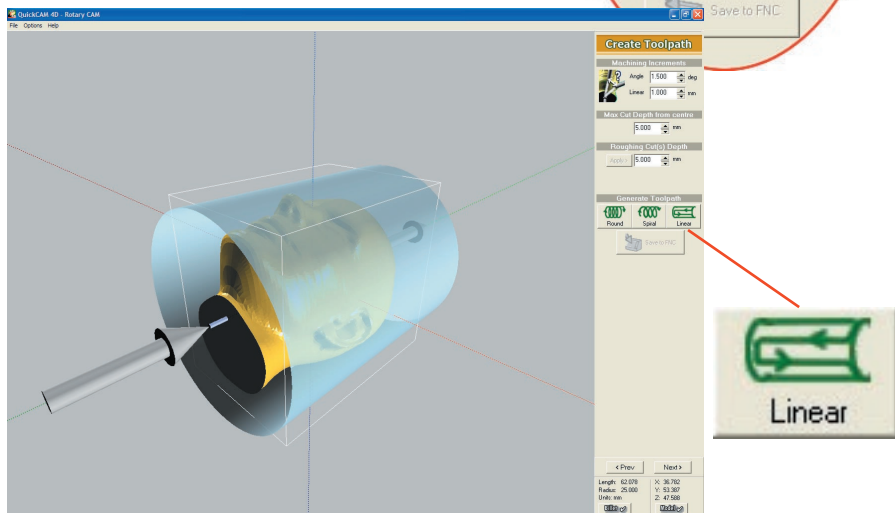 Save to FNC
QuickCAM 4D - Rotary CAM
File Options Help
Create Toolpath
Machining Increments
Angle 1.500 deg
Linear 1.000 mm
Max Cut Depth from centre
5.000 mm
Roughing Cut(s) Depth
Apply > 5.000 mm
Generate Toolpath
Round Spiral Linear
Save to FNC
Linear
< Prev Next >
Length: 62.078 X: 36.782
Radius: 25.000 Y: 53.387
Units: mm Z: 47.508
Billet Model